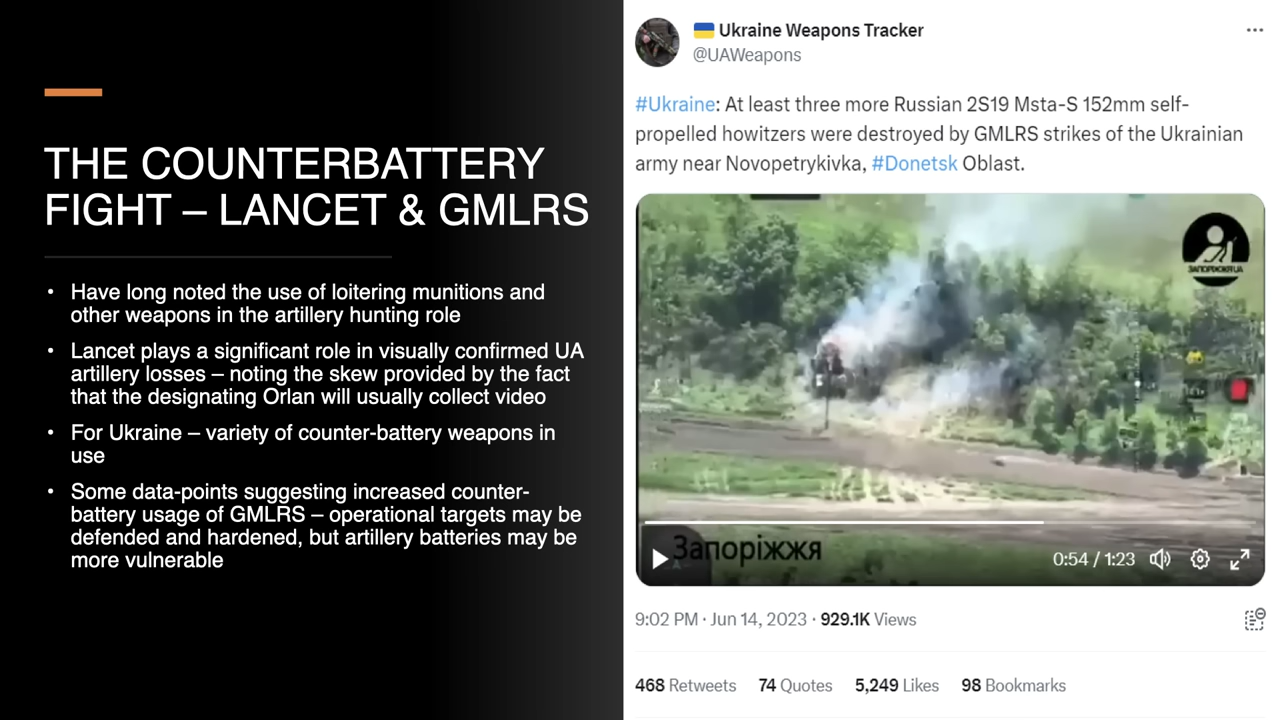 THE COUNTERBATTERY
FIGHT – LANCET & GMLRS
• Have long noted the use of loitering munitions and
other weapons in the artillery hunting role
• Lancet plays a significant role in visually confirmed UA
artillery losses – noting the skew provided by the fact
that the designating Orlan will usually collect video
• For Ukraine – variety of counter-battery weapons in
use
• Some data-points suggesting increased counter-
battery usage of GMLRS – operational targets may be
defended and hardened, but artillery batteries may be
more vulnerable
Ukraine Weapons Tracker
@UAWeapons
#Ukraine: At least three more Russian 2S19 Msta-S 152mm self-
propelled howitzers were destroyed by GMLRS strikes of the Ukrainian
army near Novopetrykivka, #Donetsk Oblast.
ЗАПОРІЖЖЯ.UA
Запоріжжя
0:54 / 1:23
9:02 PM · Jun 14, 2023 · 929.1K Views
468 Retweets 74 Quotes 5,249 Likes 98 Bookmarks